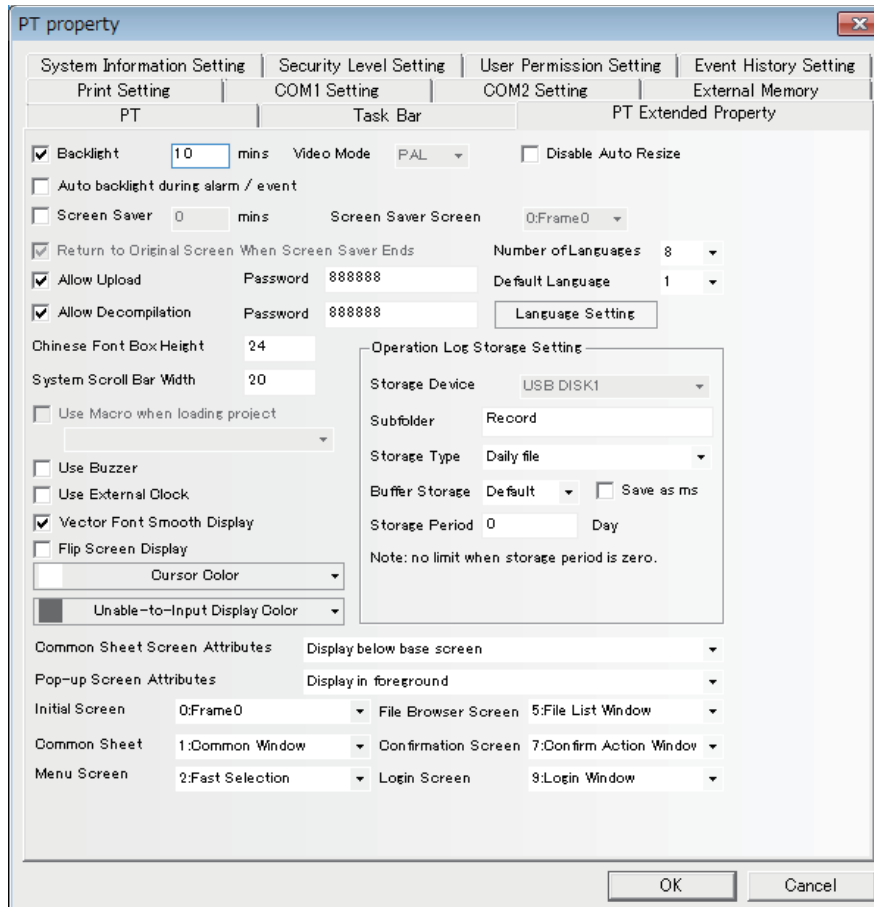 PT property
System Information Setting | Security Level Setting | User Permission Setting | Event History Setting
Print Setting | COM1 Setting | COM2 Setting | External Memory
PT | Task Bar | PT Extended Property
Backlight 10 mins Video Mode PAL Disable Auto Resize
Auto backlight during alarm / event
Screen Saver 0 mins Screen Saver Screen 0:Frame0
Return to Original Screen When Screen Saver Ends Number of Languages 8
Allow Upload Password 888888 Default Language 1
Allow Decompilation Password 888888 Language Setting
Chinese Font Box Height 24 Operation Log Storage Setting
System Scroll Bar Width 20 Storage Device USB DISK1
Use Macro when loading project Subfolder Record
Storage Type Daily file
Use Buzzer
Use External Clock Buffer Storage Default Save as ms
Vector Font Smooth Display Storage Period 0 Day
Flip Screen Display Note: no limit when storage period is zero.
Cursor Color
Unable-to-Input Display Color
Common Sheet Screen Attributes Display below base screen
Pop-up Screen Attributes Display in foreground
Initial Screen 0:Frame0 File Browser Screen 5:File List Window
Common Sheet 1:Common Window Confirmation Screen 7:Confirm Action Window
Menu Screen 2:Fast Selection Login Screen 9:Login Window
OK Cancel